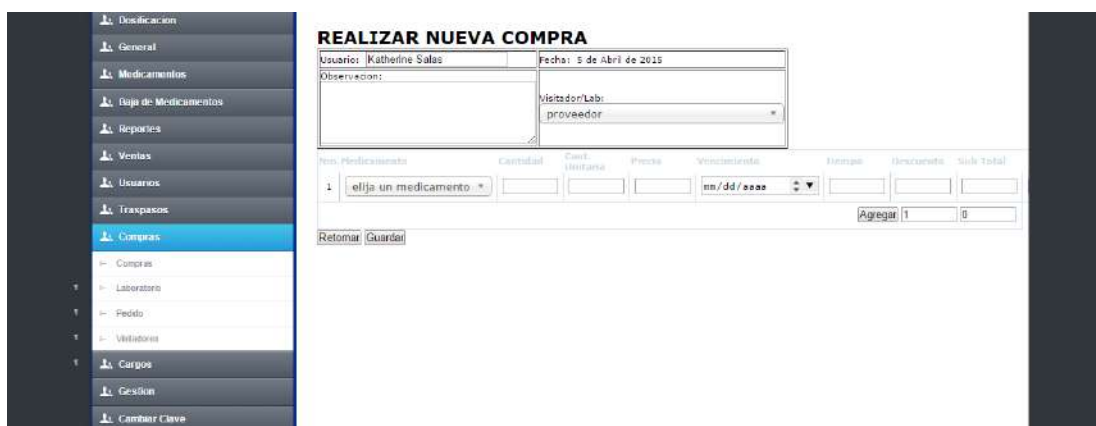 Dosificacion
General
Medicamentos
Baja de Medicamentos
Reportes
Ventas
Usuarios
Traspasos
Compras
Compras
Laboratorio
Pedido
Visitadores
Cargos
Gestion
Cambiar Clave
REALIZAR NUEVA COMPRA
Usuario: Katherine Salas Fecha: 5 de Abril de 2015
Observacion:
Visitador/Lab:
proveedor
Nro. Medicamento Cantidad Cant. Unitaria Precio Vencimiento Tiempo Descuento Sub Total
1 elija un medicamento mm/dd/aaaa
Agregar 1 0
Retornar Guardar